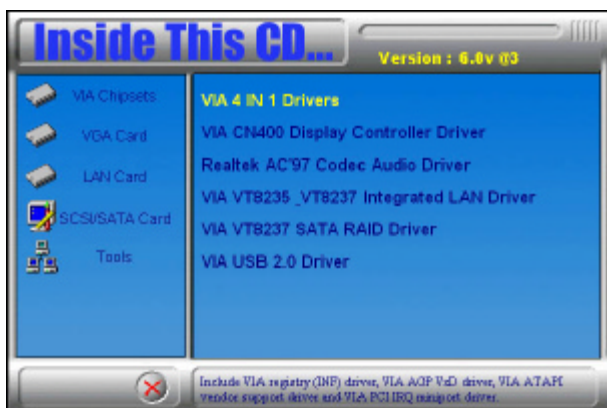 Inside This CD...
Version : 6.0v @3
VIA Chipsets
VGA Card
LAN Card
SCSI/SATA Card
Tools
VIA 4 IN 1 Drivers
VIA CN400 Display Controller Driver
Realtek AC'97 Codec Audio Driver
VIA VT8235 _VT8237 Integrated LAN Driver
VIA VT8237 SATA RAID Driver
VIA USB 2.0 Driver
Include VIA registry (INF) driver, VIA AGP VxD driver, VIA ATAPI
vendor support driver and VIA PCI IRQ miniport driver.